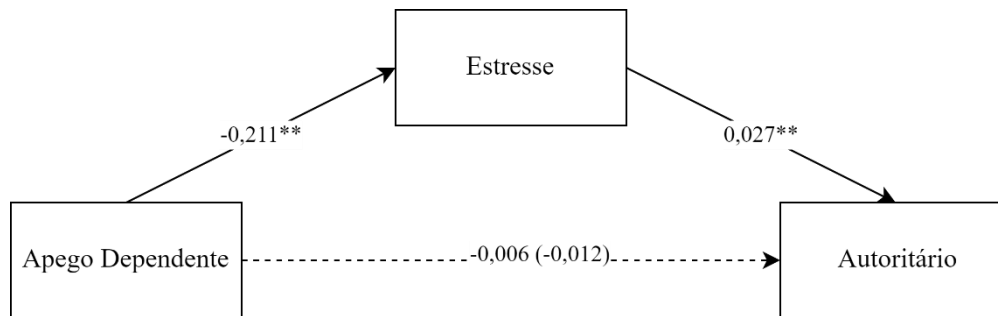 Estresse
-0,211**
0,027**
Apego Dependente
-0,006 (-0,012)
Autoritário